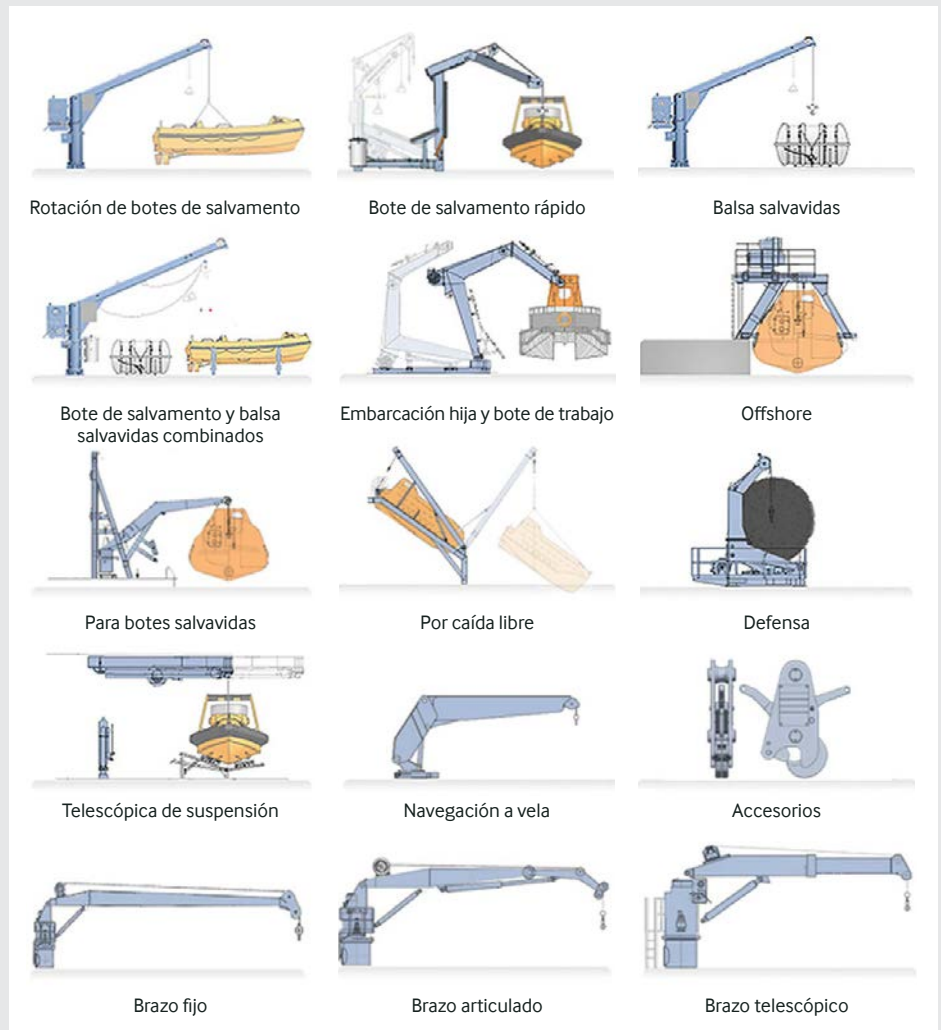 Rotación de botes de salvamento
Bote de salvamento rápido
Balsa salvavidas
Bote de salvamento y balsa
salvavidas combinados
Embarcación hija y bote de trabajo
Offshore
Para botes salvavidas
Por caída libre
Defensa
Telescópica de suspensión
Navegación a vela
Accesorios
Brazo fijo
Brazo articulado
Brazo telescópico